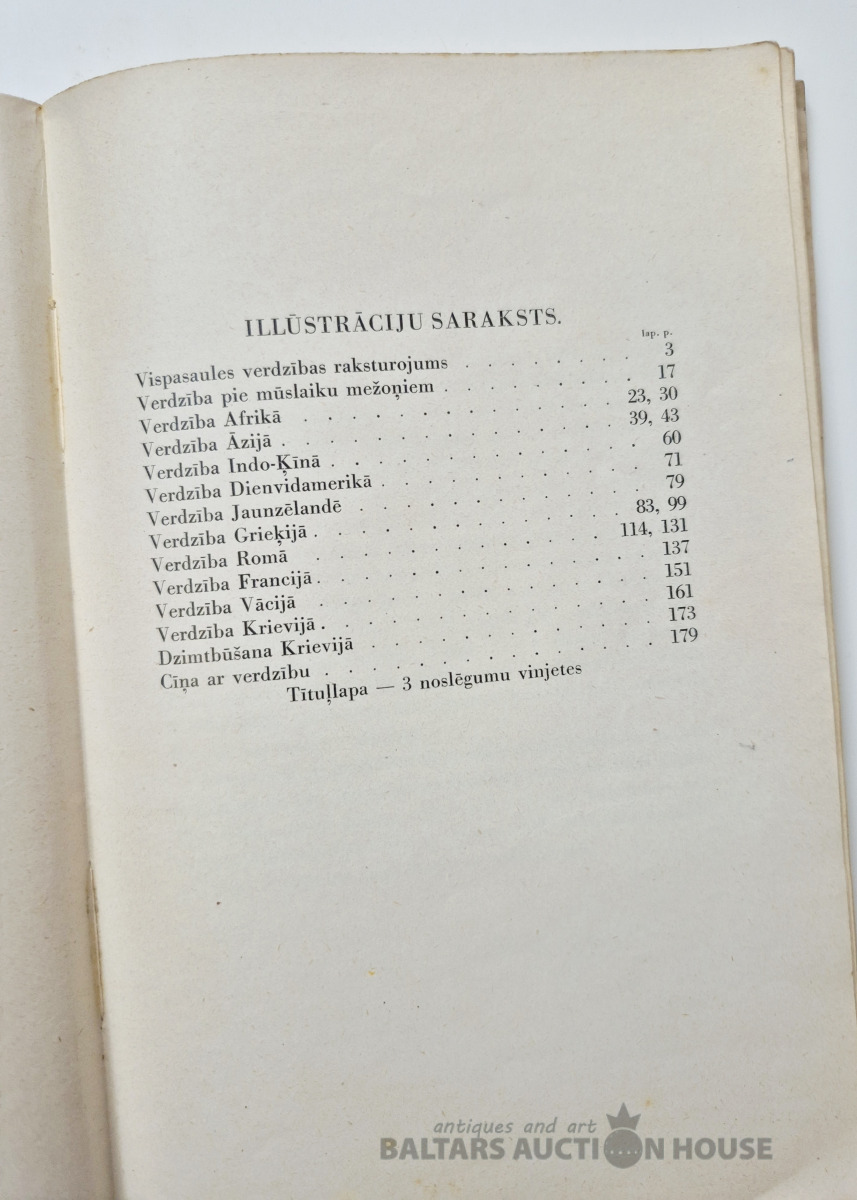 ILLŪSTRĀCIJU SARAKSTS.
lap. p.
Vispasaules verdzības raksturojums . . . . . . . 3
Verdzība pie mūslaiku mežoņiem . . . . . . . . 17
Verdzība Afrikā . . . . . . . . . . . 23, 30
Verdzība Āzijā . . . . . . . . . . . . 39, 43
Verdzība Indo-Ķīnā . . . . . . . . . . . 60
Verdzība Dienvidamerikā . . . . . . . . . . 71
Verdzība Jaunzēlandē . . . . . . . . . . 79
Verdzība Grieķijā . . . . . . . . . . . 83, 99
Verdzība Romā . . . . . . . . . . . 114, 131
Verdzība Francijā . . . . . . . . . . . . 137
Verdzība Vācijā . . . . . . . . . . . . 151
Verdzība Krievijā . . . . . . . . . . . . 161
Dzimtbūšana Krievijā . . . . . . . . . . 173
Cīņa ar verdzību . . . . . . . . . . . 179
Tītuļlapa — 3 noslēgumu vinjetes
antiques and art
BALTARS AUCTION HOUSE